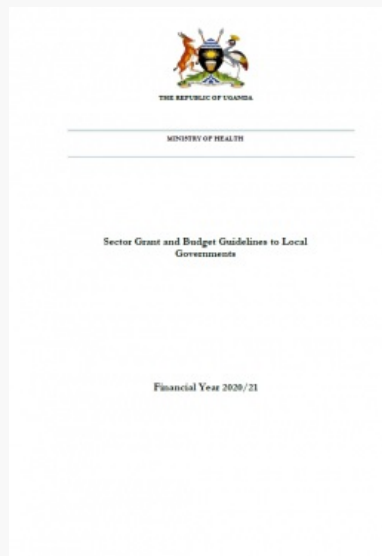 THE REPUBLIC OF UGANDA
MINISTRY OF HEALTH
Sector Grant and Budget Guidelines to Local
Governments
Financial Year 2020/21